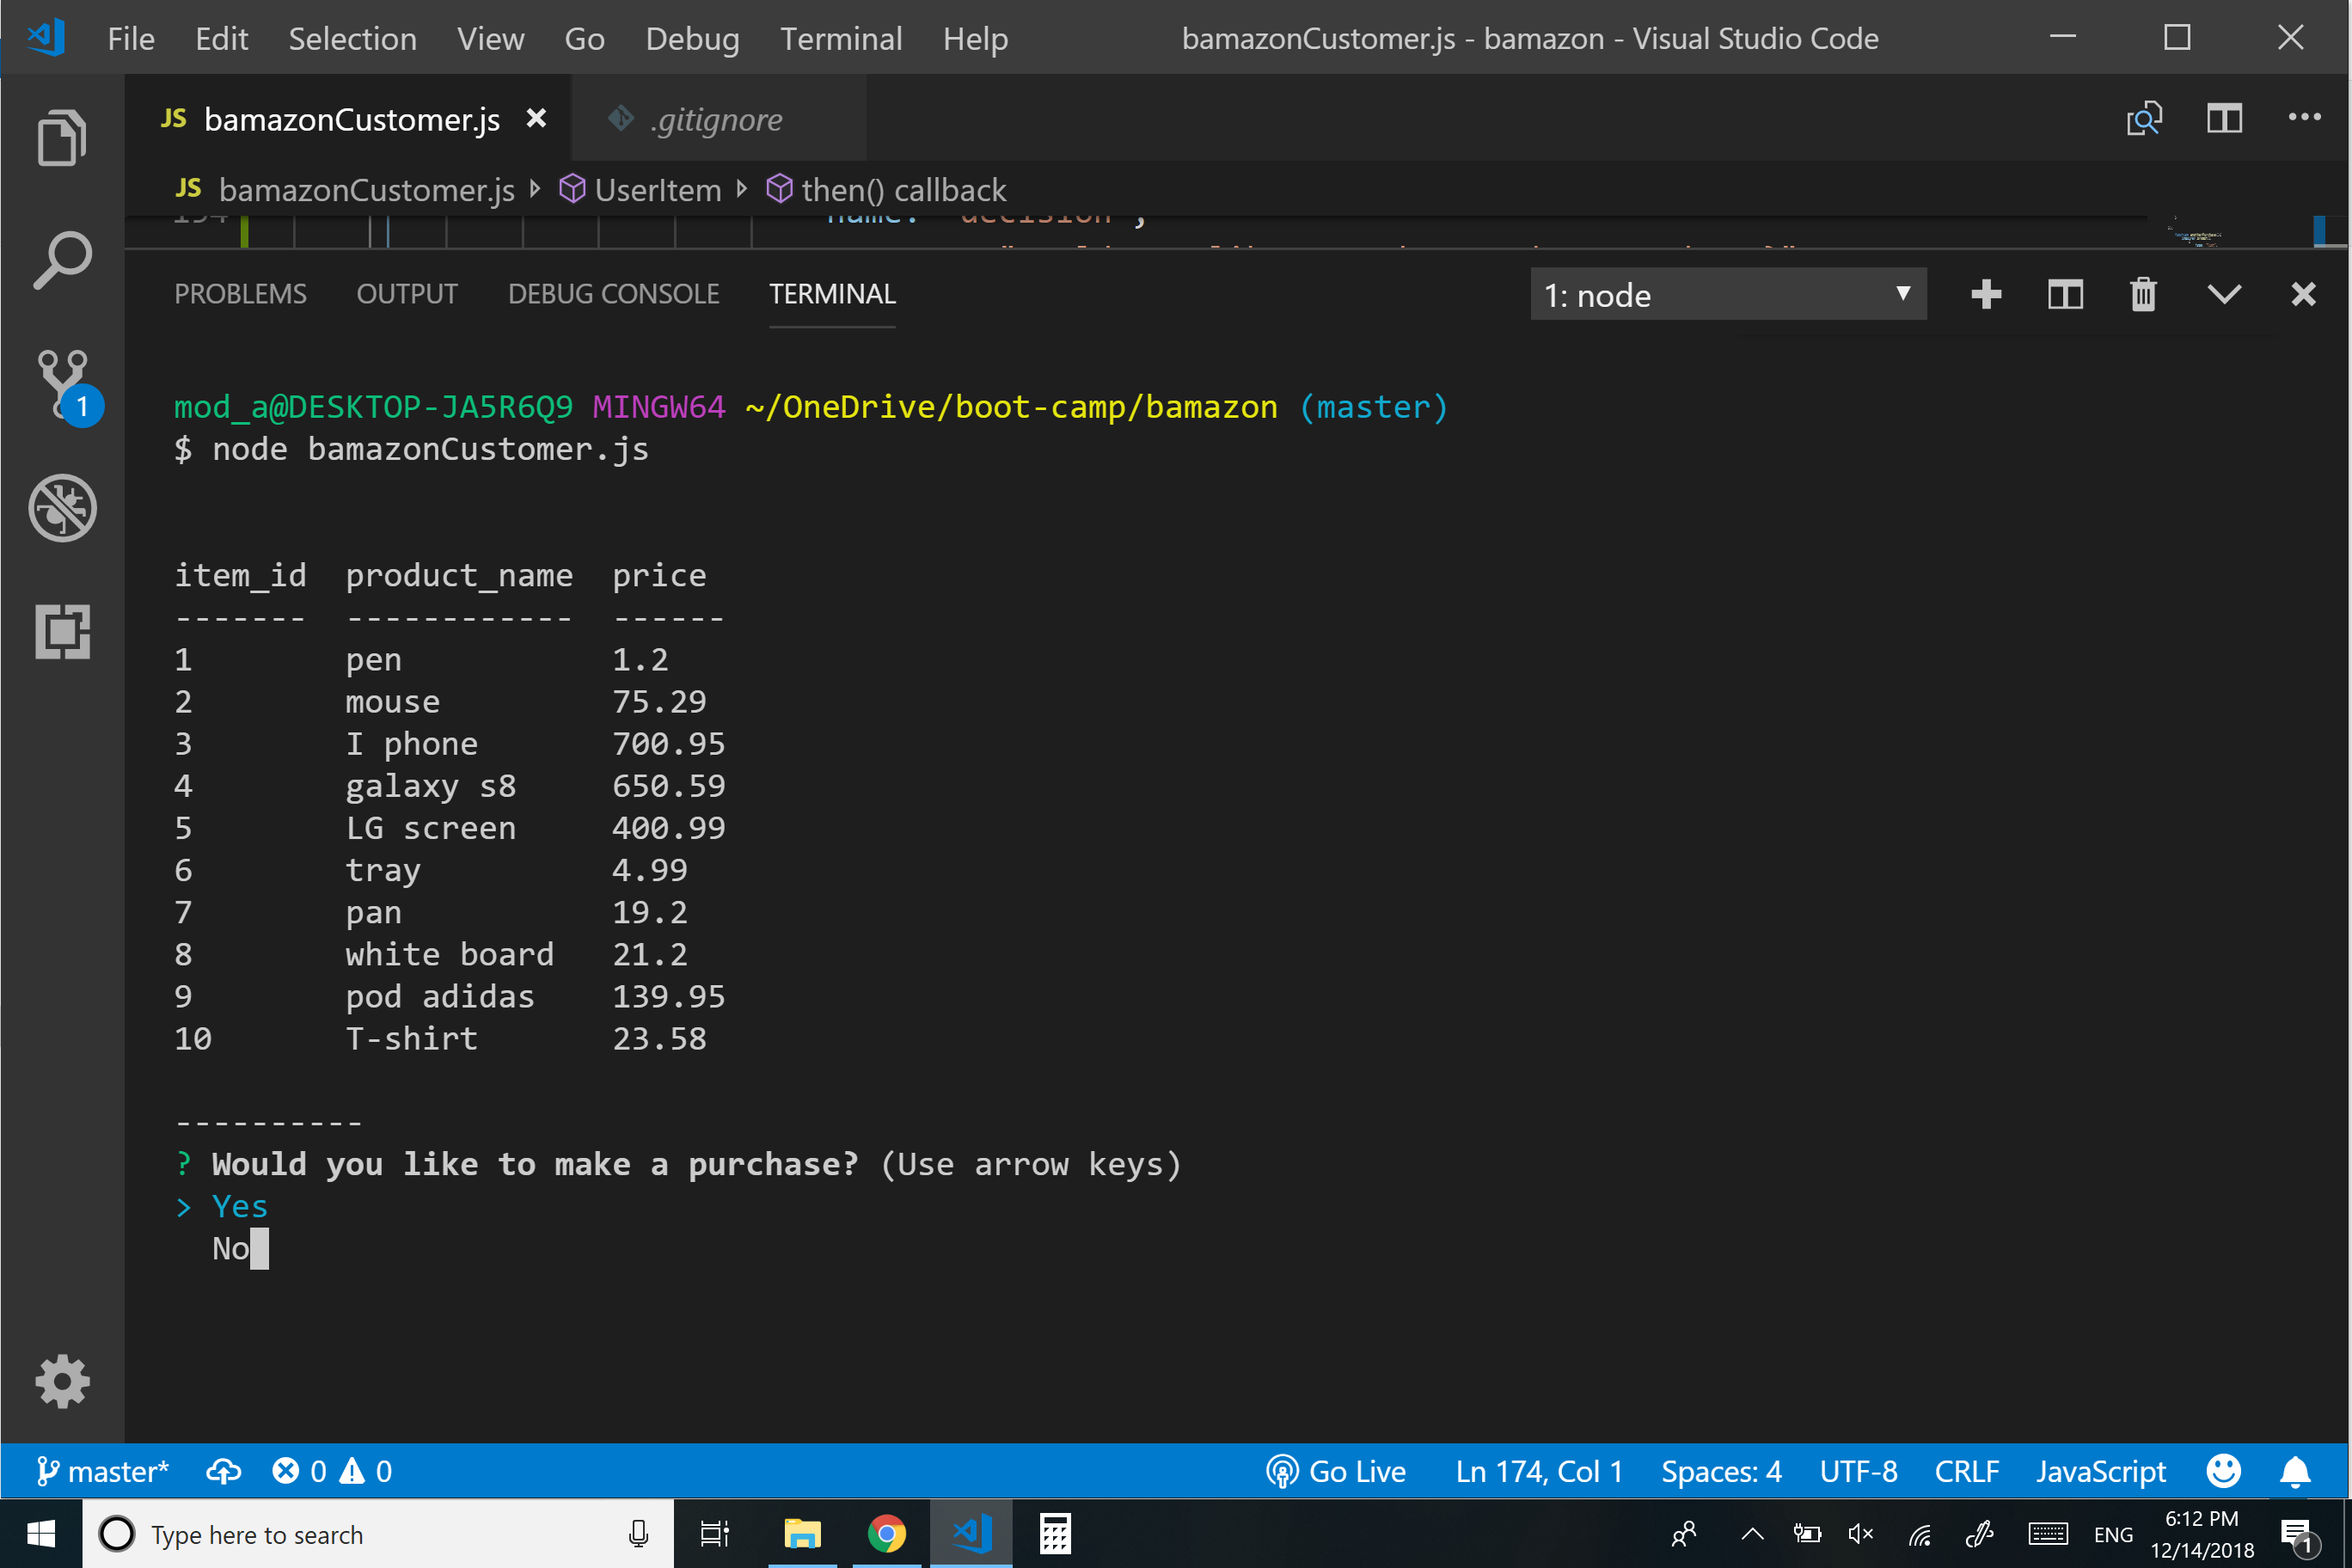 File Edit Selection View Go Debug Terminal Help bamazonCustomer.js - bamazon - Visual Studio Code
JS bamazonCustomer.js .gitignore
JS bamazonCustomer.js UserItem then() callback
194 name: "decision",
PROBLEMS OUTPUT DEBUG CONSOLE TERMINAL 1: node
1
mod_a@DESKTOP-JA5R6Q9 MINGW64 ~/OneDrive/boot-camp/bamazon (master)
$ node bamazonCustomer.js
item_id product_name price
------- ------------ ------
1 pen 1.2
2 mouse 75.29
3 I phone 700.95
4 galaxy s8 650.59
5 LG screen 400.99
6 tray 4.99
7 pan 19.2
8 white board 21.2
9 pod adidas 139.95
10 T-shirt 23.58
----------
? Would you like to make a purchase? (Use arrow keys)
> Yes
No
master* 0 0 Go Live Ln 174, Col 1 Spaces: 4 UTF-8 CRLF JavaScript
Type here to search ENG 6:12 PM
12/14/2018 1